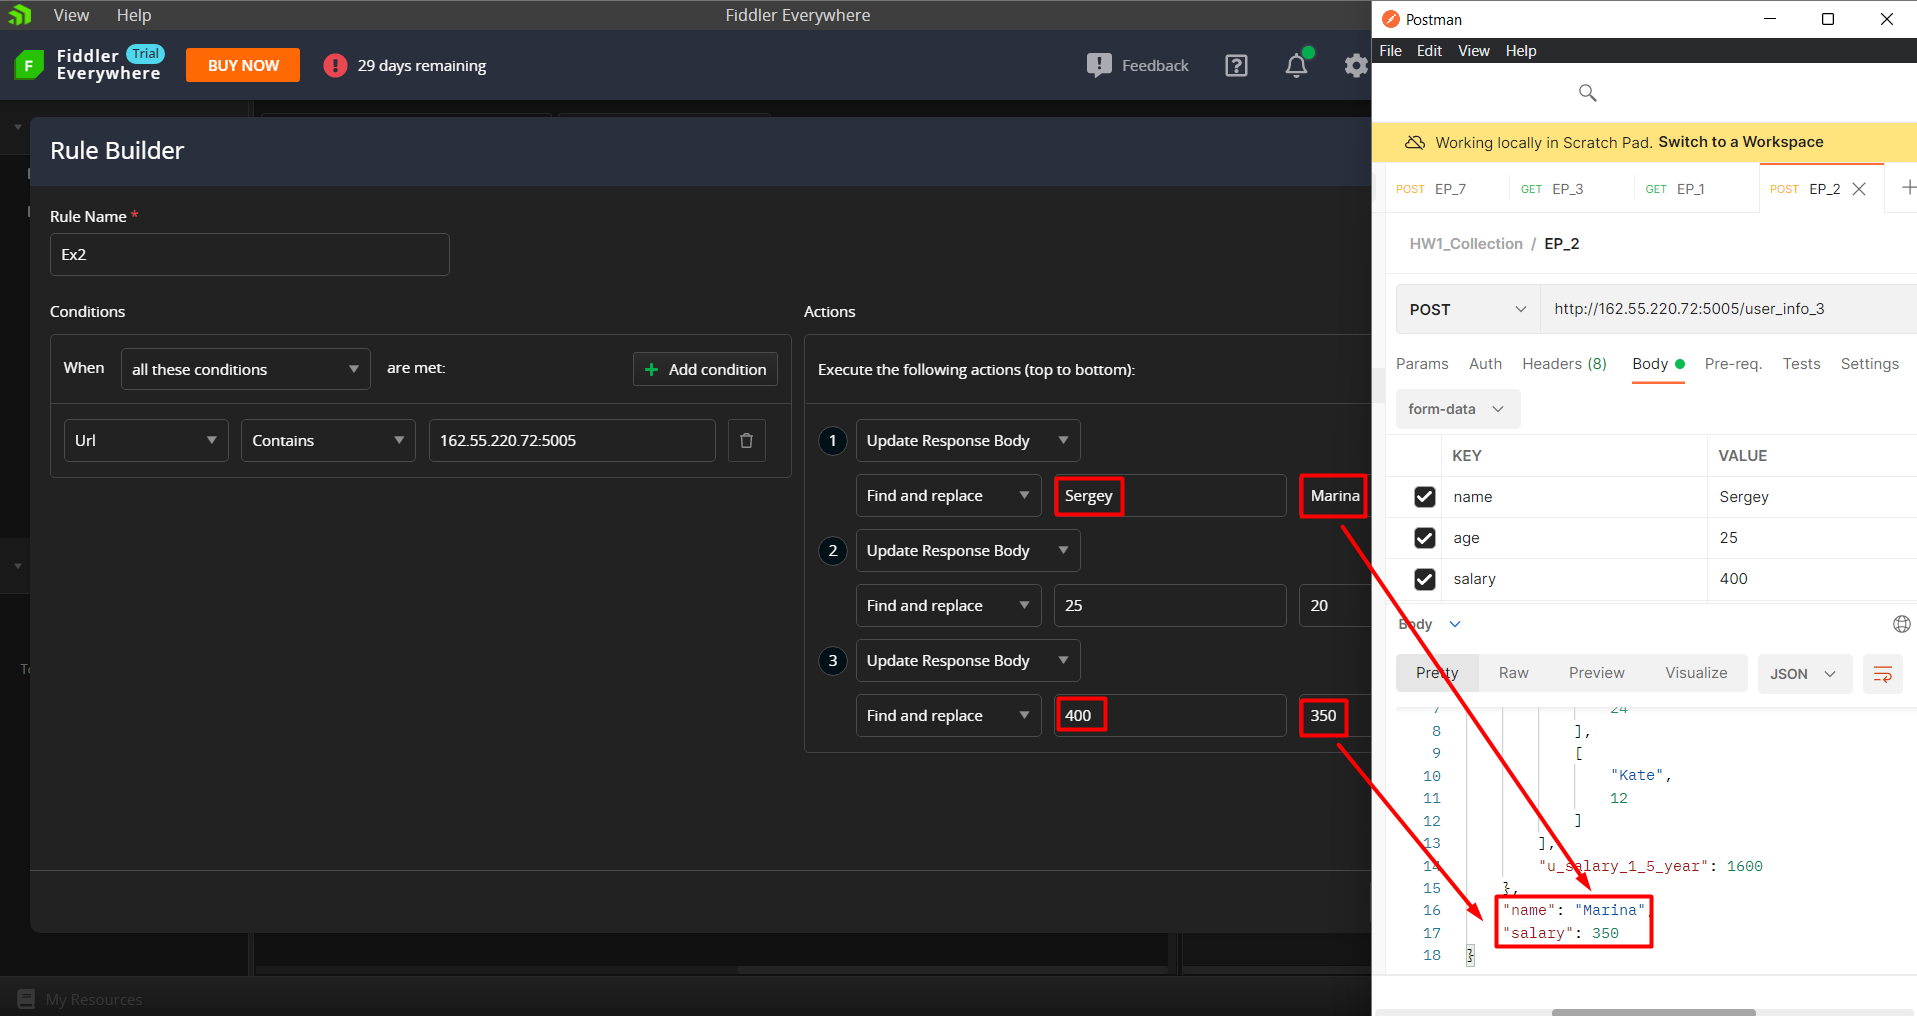 View Help
Fiddler Everywhere
F
Fiddler Everywhere Trial
BUY NOW
! 29 days remaining
Feedback
Rule Builder
Rule Name *
Ex2
Conditions
Actions
When all these conditions are met: + Add condition
Execute the following actions (top to bottom):
Url Contains 162.55.220.72:5005
1 Update Response Body
Find and replace Sergey Marina
2 Update Response Body
Find and replace 25 20
3 Update Response Body
Find and replace 400 350
My Resources
Postman
File Edit View Help
Working locally in Scratch Pad. Switch to a Workspace
POST EP_7 GET EP_3 GET EP_1 POST EP_2
HW1_Collection / EP_2
POST http://162.55.220.72:5005/user_info_3
Params Auth Headers (8) Body Pre-req. Tests Settings
form-data
KEY VALUE
name Sergey
age 25
salary 400
Body
Pretty Raw Preview Visualize JSON
7 24
8 ],
9 [
10 "Kate",
11 12
12 ]
13 ],
14 "u_salary_1_5_year": 1600
15 },
16 "name": "Marina",
17 "salary": 350
18 }